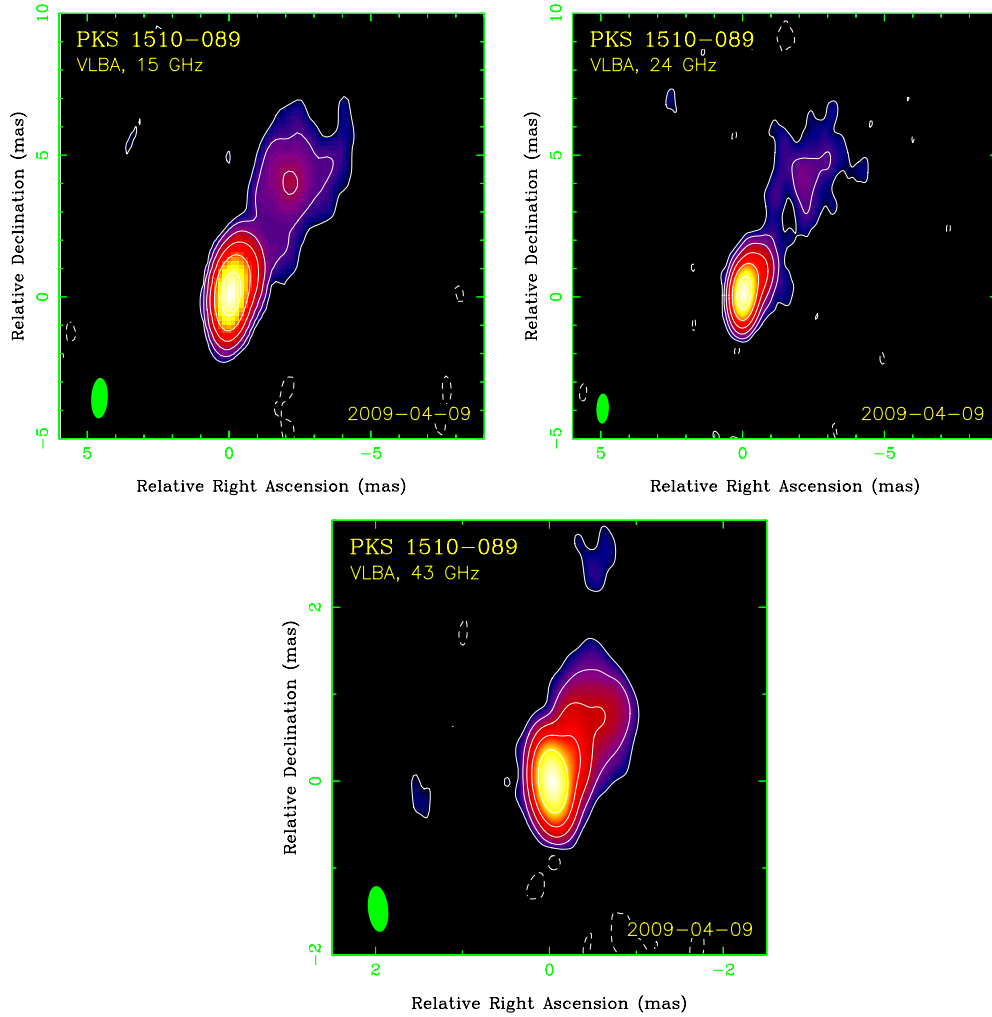 PKS 1510−089
VLBA, 15 GHz
2009−04−09
10
5
0
−5
5
0
−5
Relative Declination (mas)
Relative Right Ascension (mas)
PKS 1510−089
VLBA, 24 GHz
2009−04−09
10
5
0
−5
5
0
−5
Relative Declination (mas)
Relative Right Ascension (mas)
PKS 1510−089
VLBA, 43 GHz
2009−04−09
2
0
−2
2
0
−2
Relative Declination (mas)
Relative Right Ascension (mas)